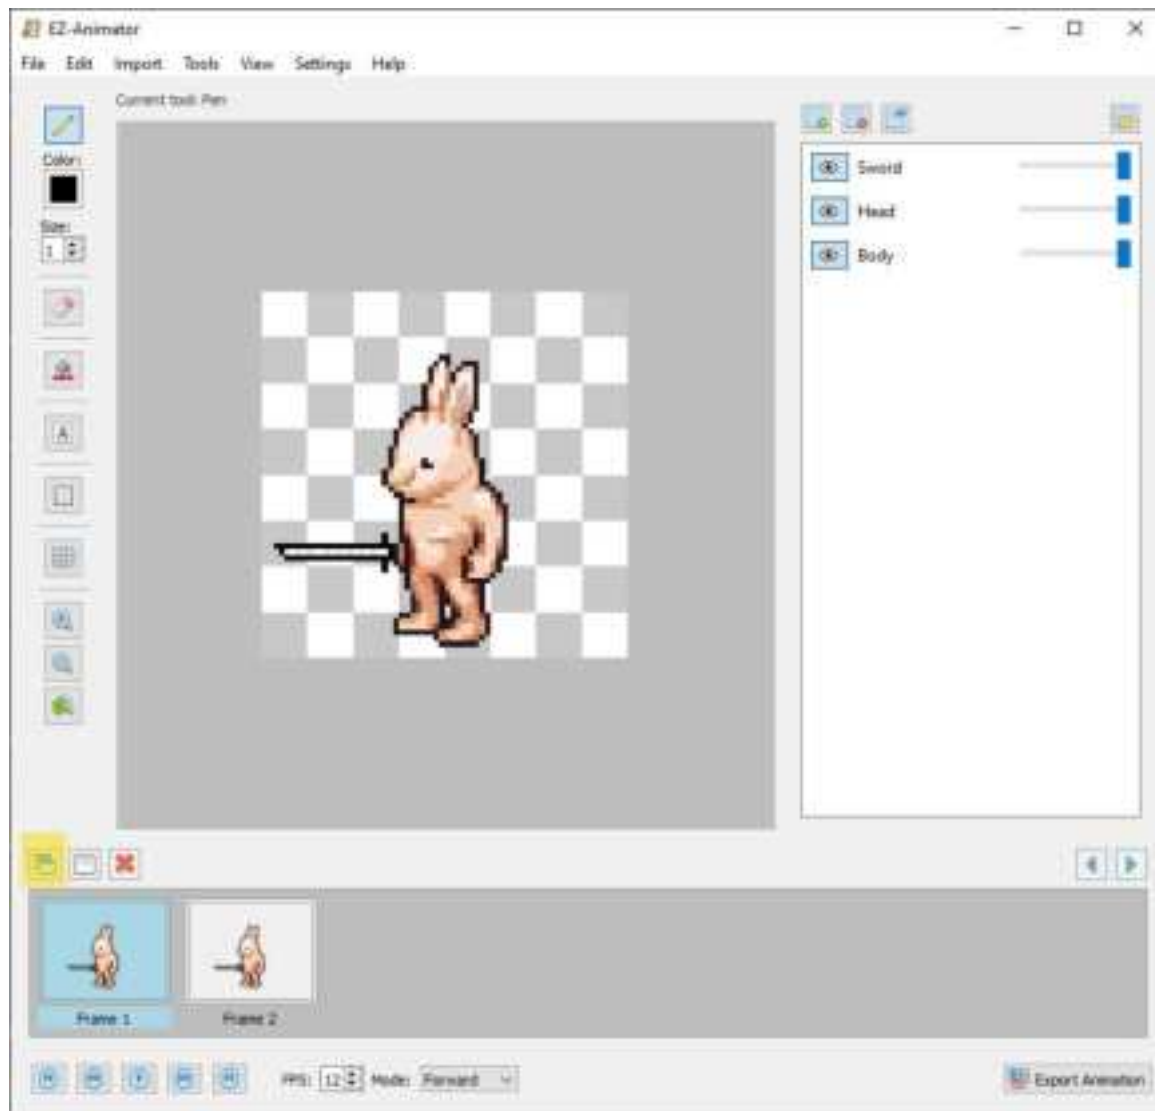 EZ-Animator
File Edit Import Tools View Settings Help
Current tool: Pen
Color:
Size:
1
A
Sword
Head
Body
Frame 1 Frame 2
FPS: 12 Mode: Forward
Export Animation